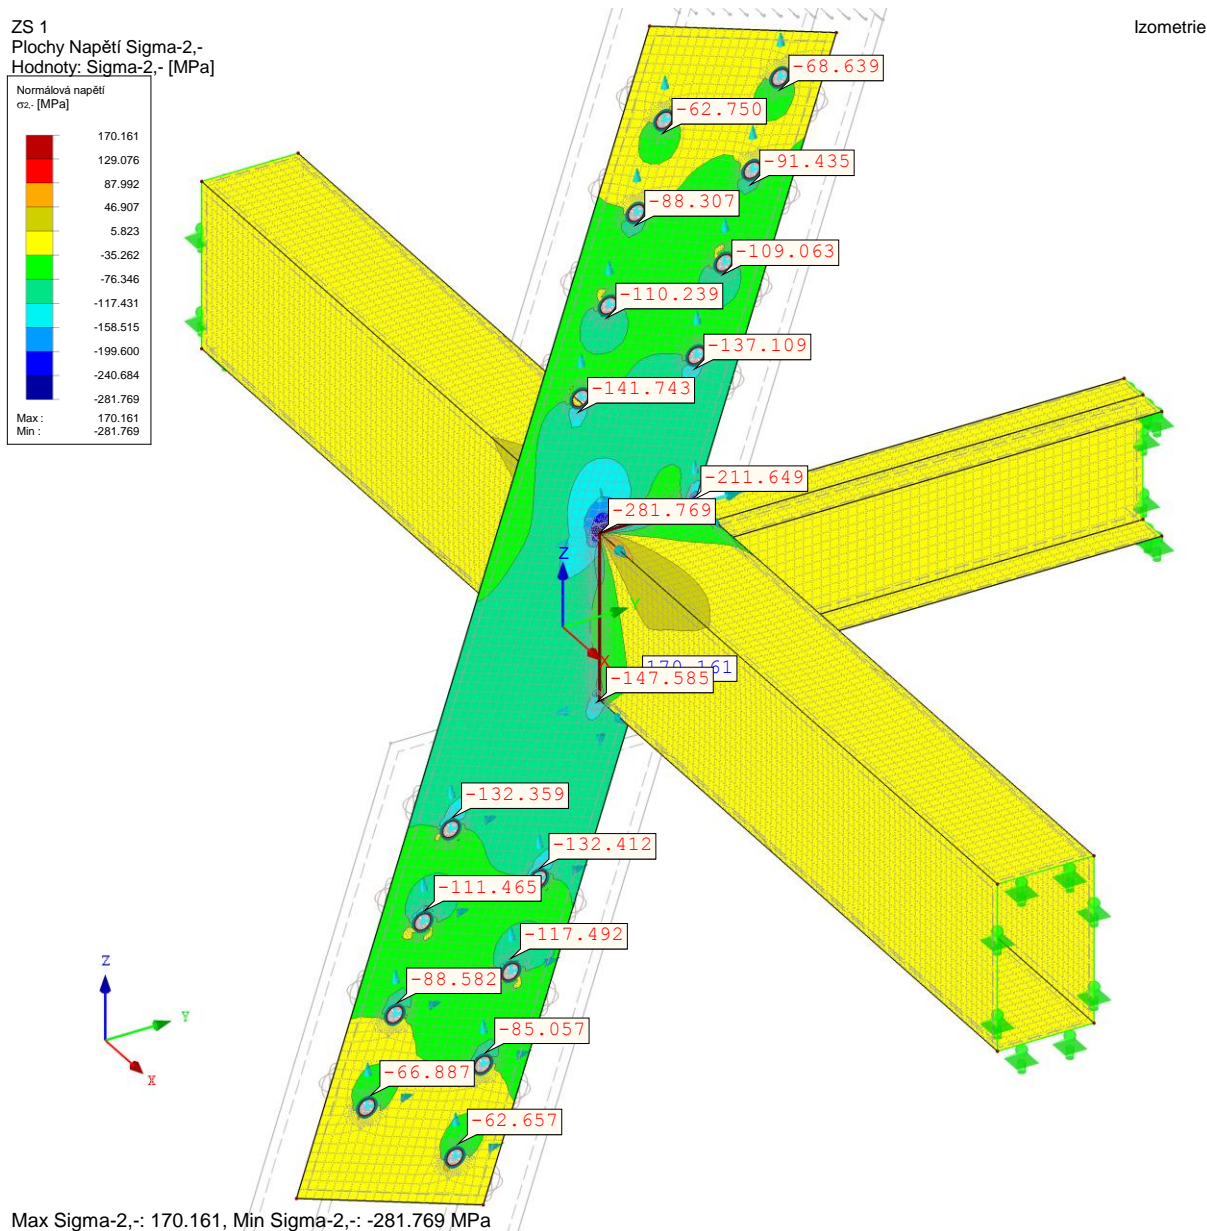 ZS 1
Izometrie
Plochy Napětí Sigma-2,-
Hodnoty: Sigma-2,- [MPa]
Normálová napětí
σ2,- [MPa]
170.161
129.076
87.992
46.907
5.823
-35.262
-76.346
-117.431
-158.515
-199.600
-240.684
-281.769
Max : 170.161
Min : -281.769
-68.639
-62.750
-91.435
-88.307
-109.063
-110.239
-137.109
-141.743
-211.649
-281.769
Z
Y
X
170.161
-147.585
-132.359
-132.412
-111.465
-117.492
-88.582
-85.057
-66.887
-62.657
Z
Y
X
Max Sigma-2,-: 170.161, Min Sigma-2,-: -281.769 MPa